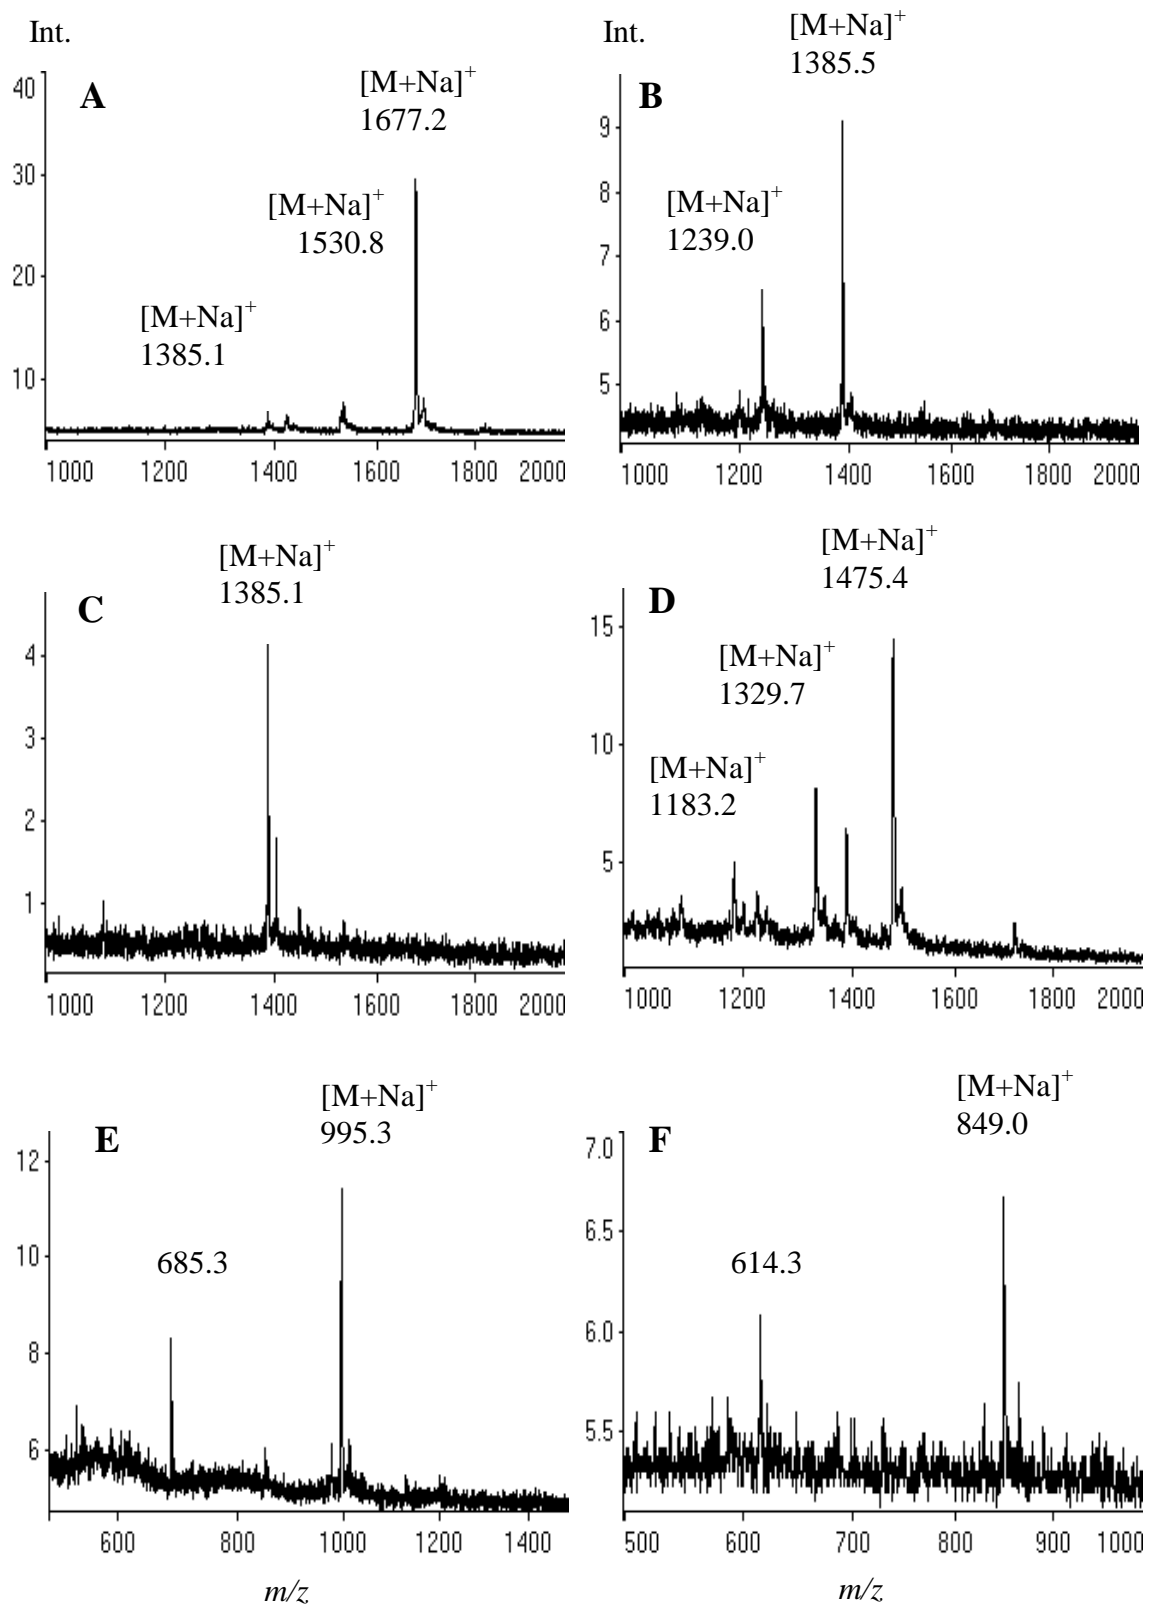 Int.
A
[M+Na]+
1677.2
[M+Na]+
1530.8
[M+Na]+
1385.1
40
30
20
10
1000 1200 1400 1600 1800 2000
Int.
B
[M+Na]+
1385.5
[M+Na]+
1239.0
9
8
7
6
5
1000 1200 1400 1600 1800 2000
C
[M+Na]+
1385.1
4
3
2
1
1000 1200 1400 1600 1800 2000
D
[M+Na]+
1475.4
[M+Na]+
1329.7
[M+Na]+
1183.2
15
10
5
1000 1200 1400 1600 1800 2000
E
[M+Na]+
995.3
685.3
12
10
8
6
600 800 1000 1200 1400
m/z
F
[M+Na]+
849.0
614.3
7.0
6.5
6.0
5.5
500 600 700 800 900 1000
m/z